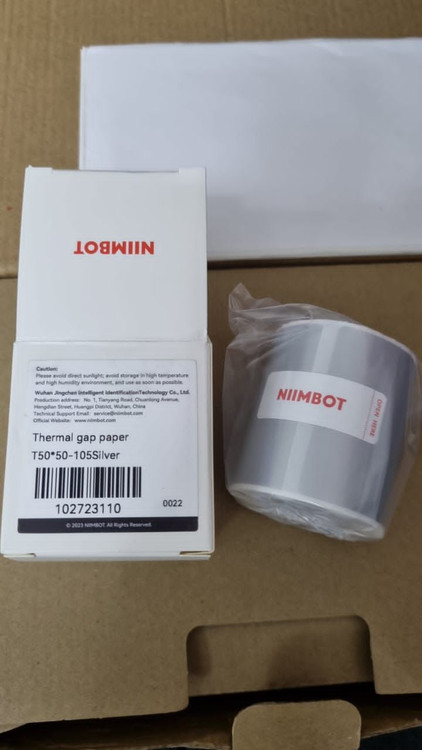 NIIMBOT
Caution:
Please avoid direct sunlight, avoid storage in high temperature
and high humidity environment, and use as soon as possible.
Wuhan Jingchen Intelligent IdentificationTechnology Co., Ltd.
Production address: No. 1, Tianyang Road, Chuanlong Avenue,
Hengdian Street, Huangpi District, Wuhan, China
Technical Support Email: service@niimbot.com
Official Website: www.niimbot.com
Thermal gap paper
T50*50-105Silver
102723110
0022
© 2023 NIIMBOT. All Rights Reserved.
NIIMBOT
OPEN HERE